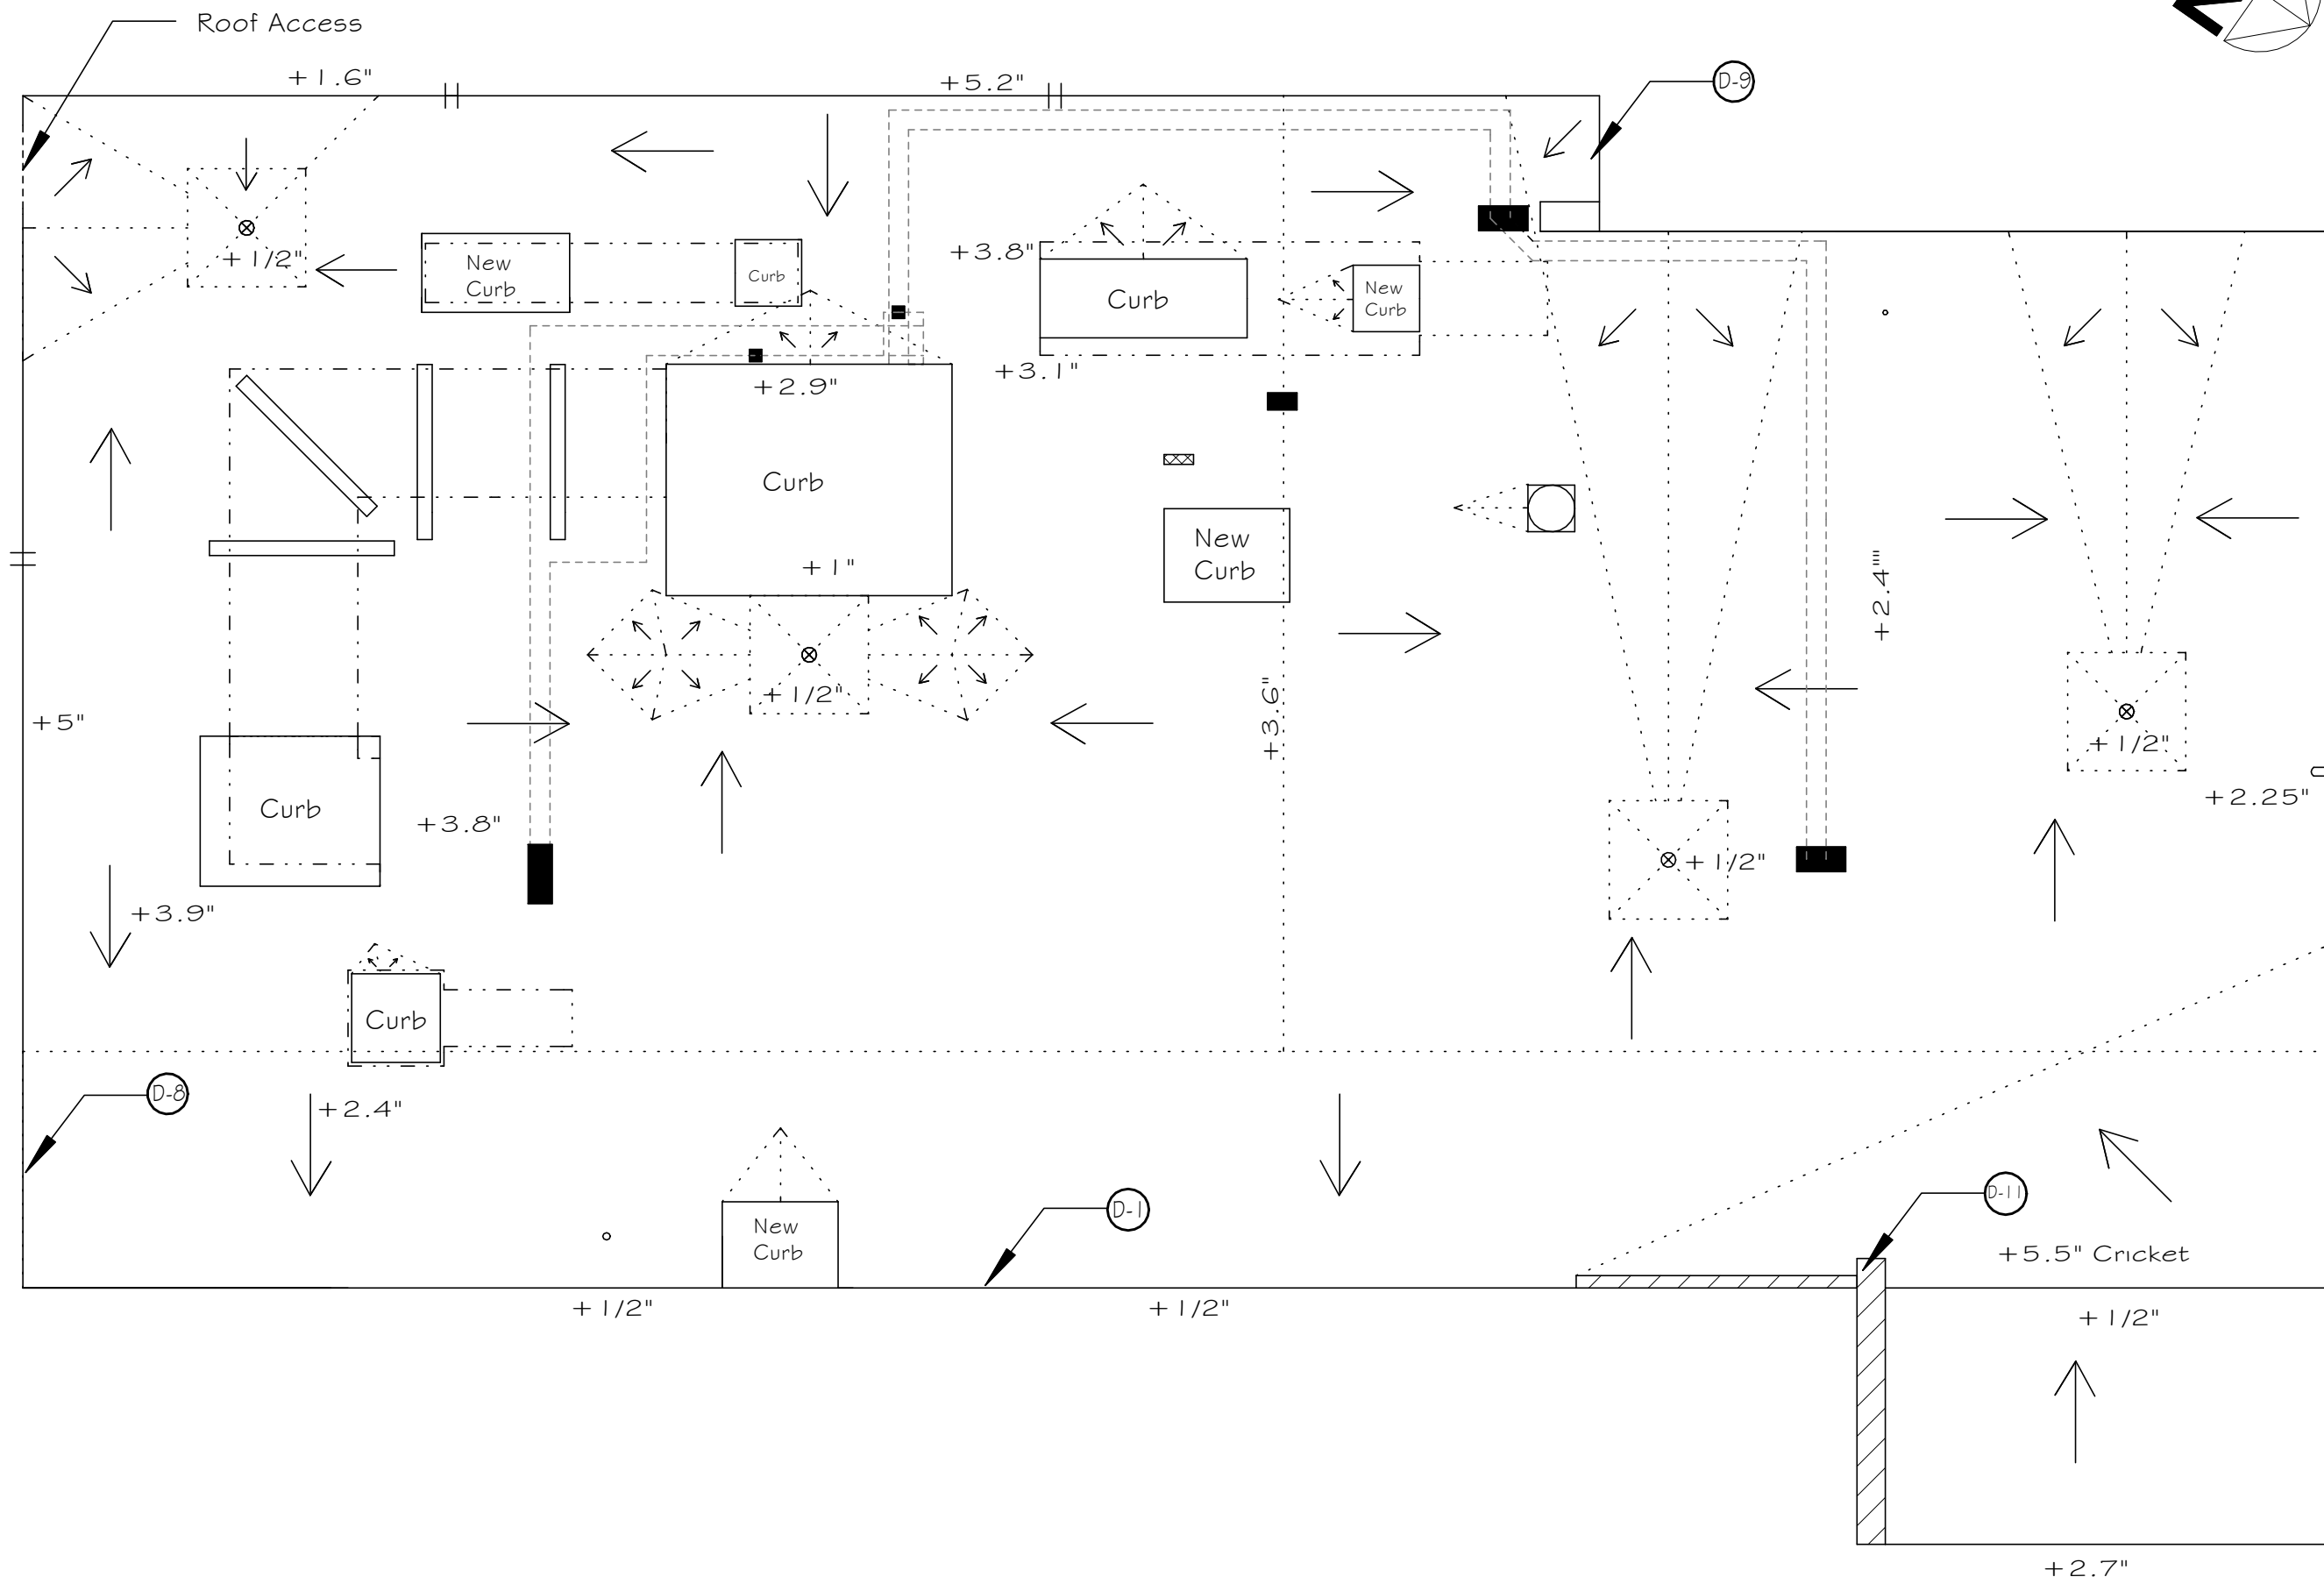 Roof Access
+1.6"
+5.2"
D-9
+1/2"
New
Curb
Curb
+3.8"
Curb
New
Curb
+3.1"
+2.9"
Curb
+1"
New
Curb
+2.4'"
+1/2"
+3.6"
+5"
+1/2"
+2.25"
Curb
+3.8"
+1/2"
+3.9"
Curb
D-8
+2.4"
New
Curb
D-1
D-11
+5.5" Cricket
+1/2"
+1/2"
+1/2"
+2.7"